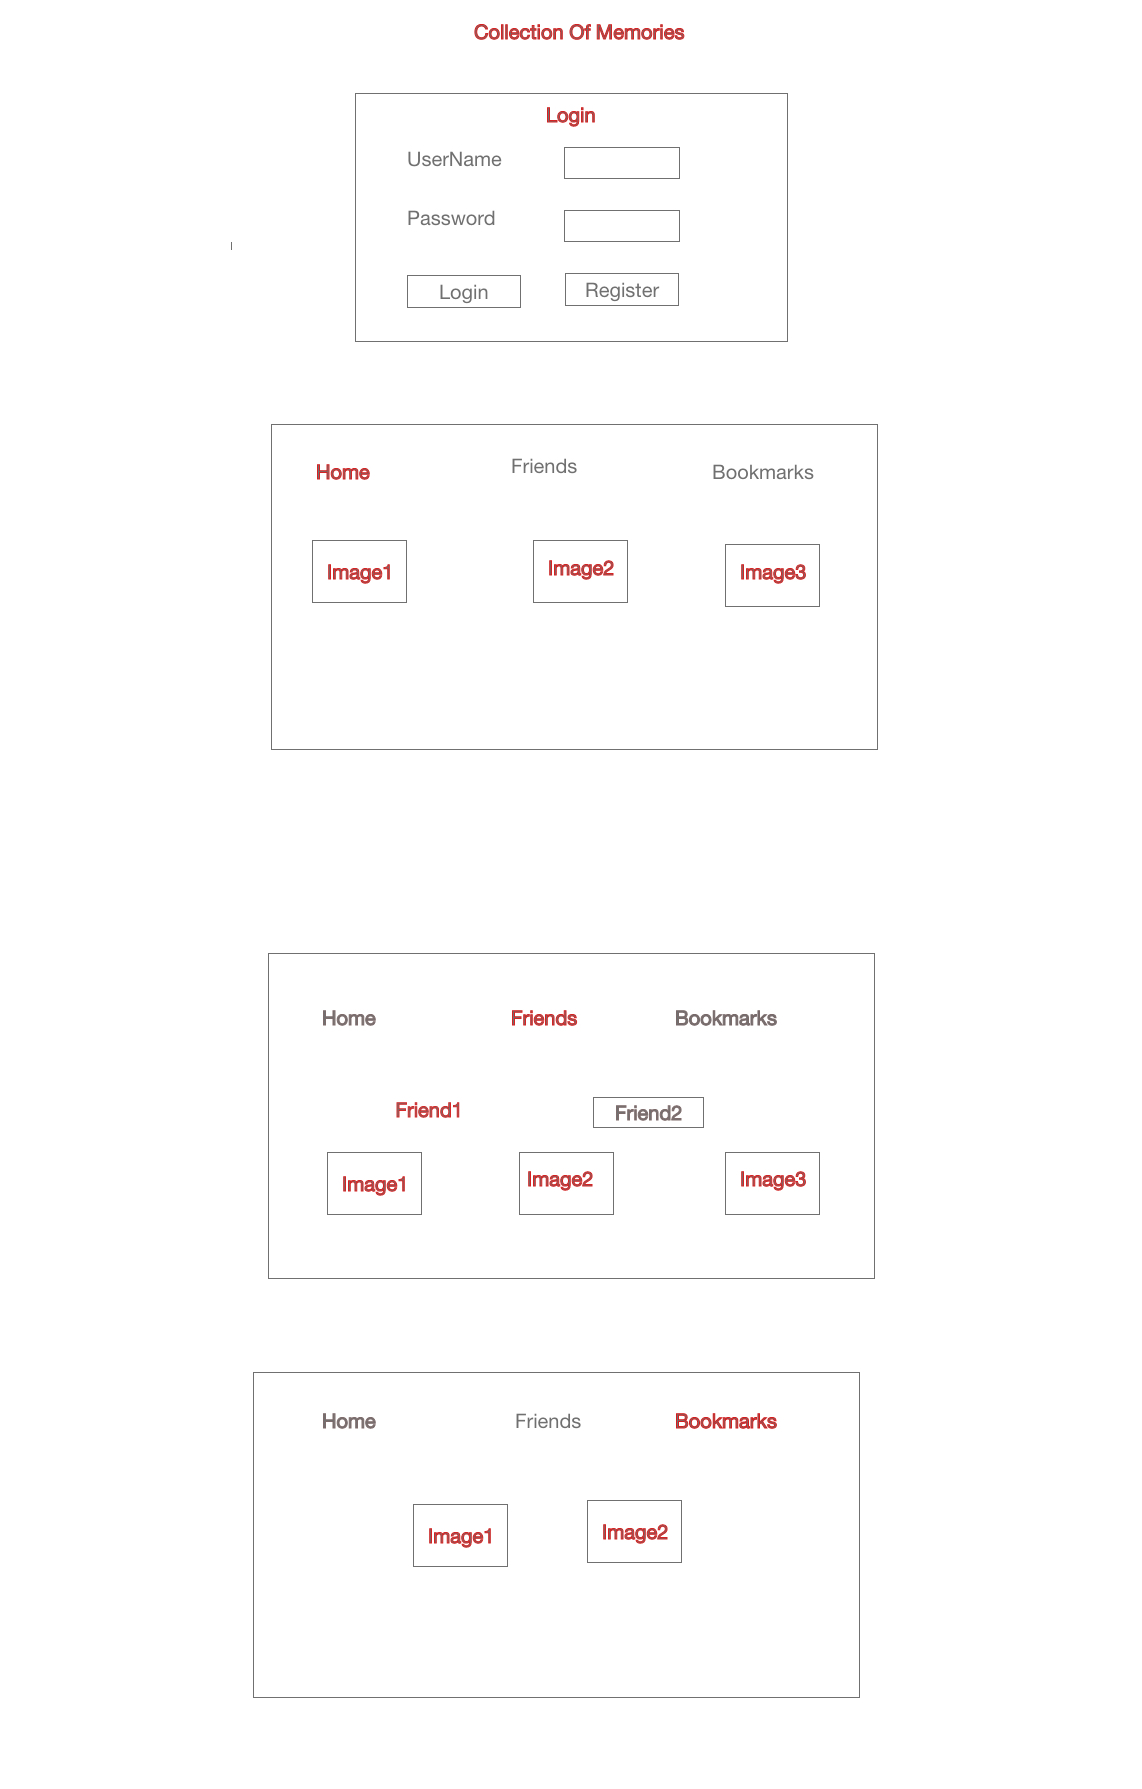 Collection Of Memories
Login
UserName
Password
Login Register
Home Friends Bookmarks
Image1 Image2 Image3
Home Friends Bookmarks
Friend1 Friend2
Image1 Image2 Image3
Home Friends Bookmarks
Image1 Image2